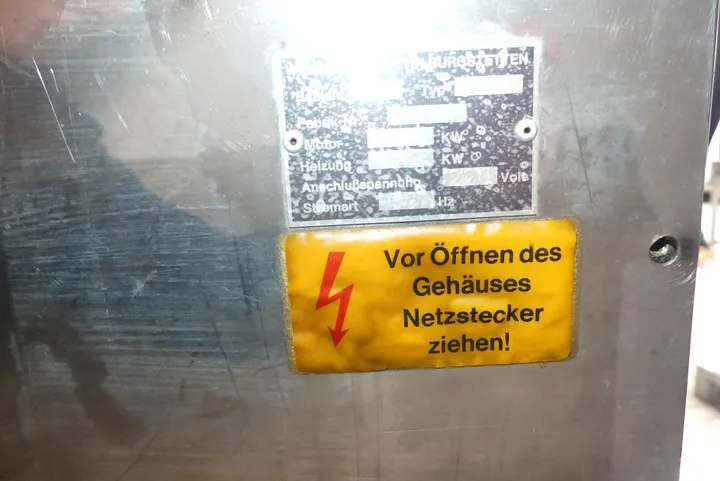 BURGSTETTEN
Typ
Fabrik-Nr.
Motor KW
Heizung KW
Anschlußspannung Volt
Stromart Hz
Vor Öffnen des
Gehäuses
Netzstecker
ziehen!